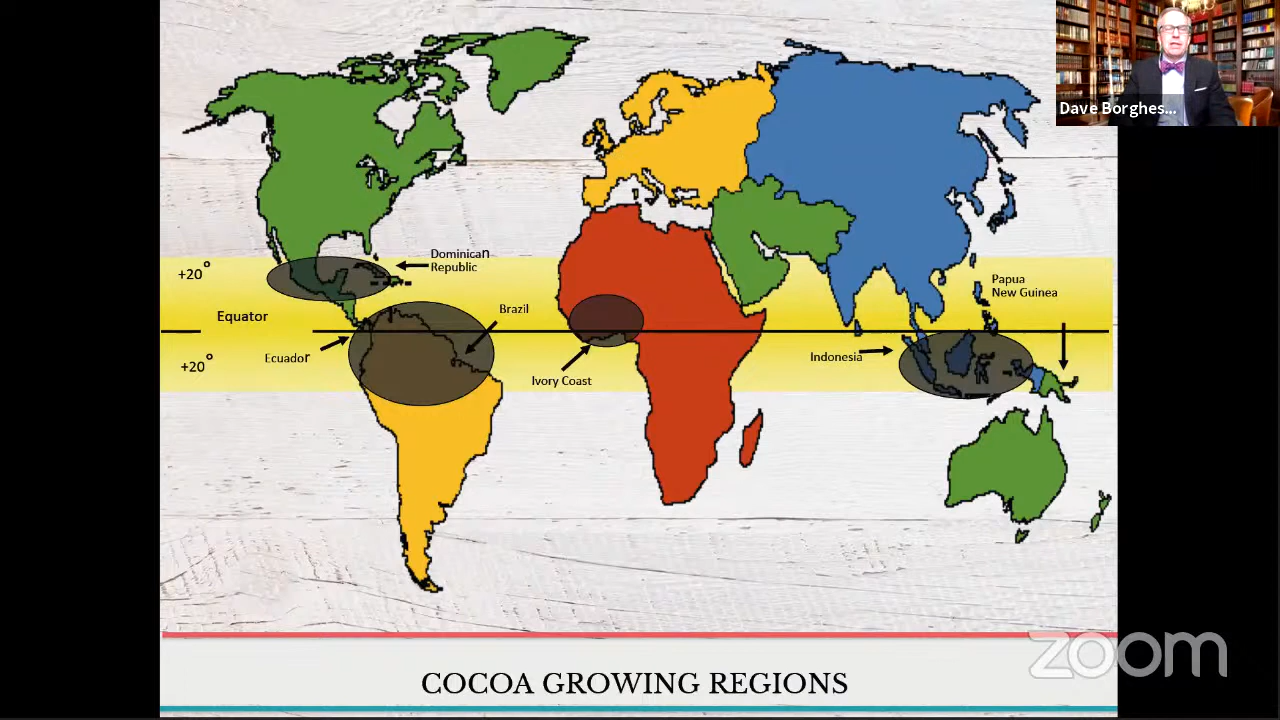 Dave Borghes...
Dominican
Republic
+20°
Papua
New Guinea
Brazil
Equator
Ecuador
Indonesia
+20°
Ivory Coast
zoom
COCOA GROWING REGIONS